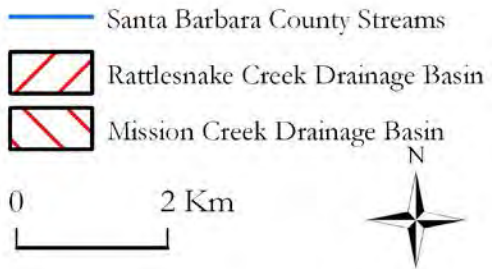 Santa Barbara County Streams
Rattlesnake Creek Drainage Basin
Mission Creek Drainage Basin
N
0 2 Km